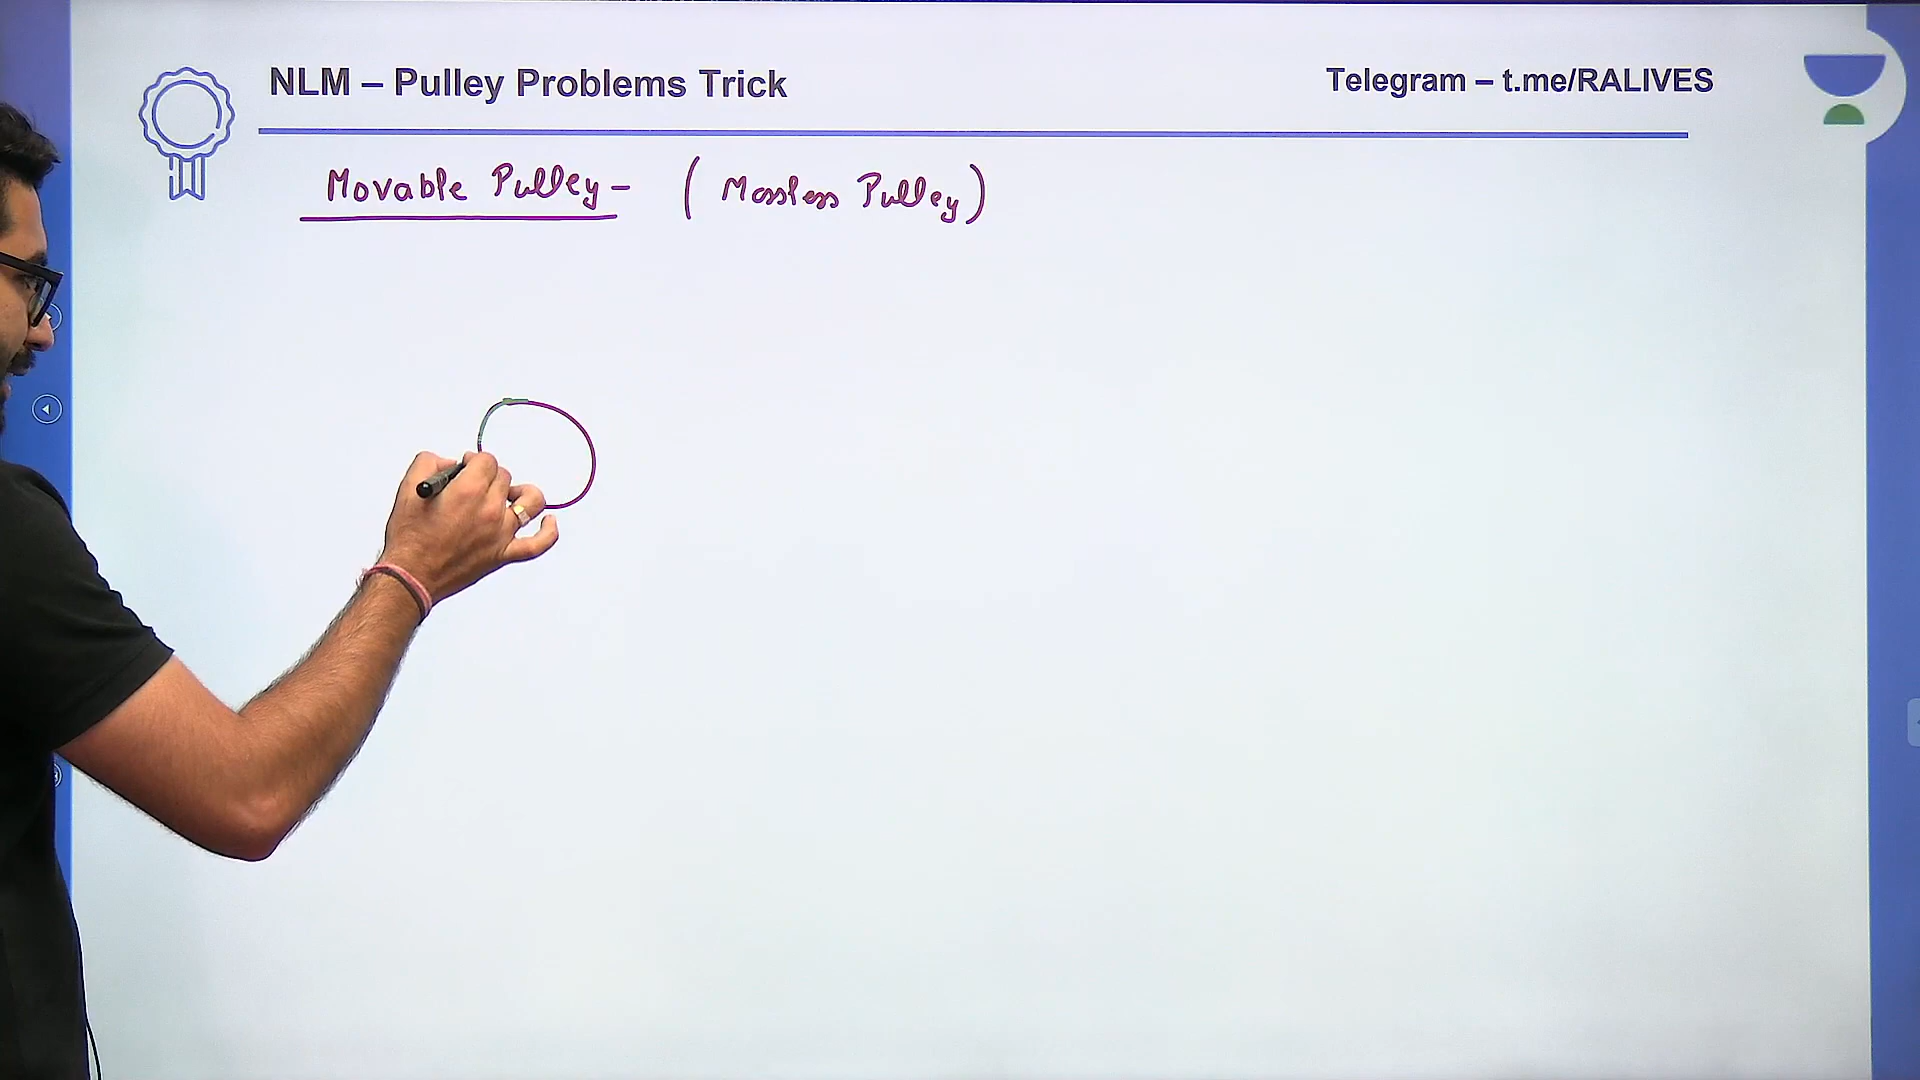 NLM – Pulley Problems Trick
Telegram – t.me/RALIVES
Movable Pulley – (Massless Pulley)